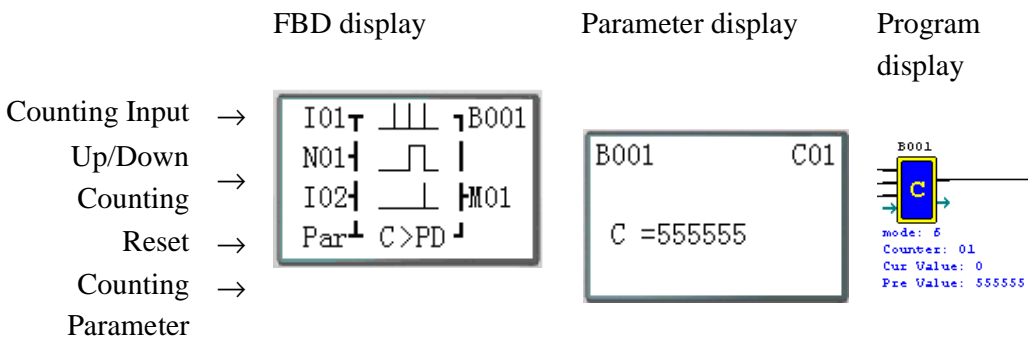 FBD display
Parameter display
Program
display
Counting Input →
Up/Down
Counting →
Reset →
Counting →
Parameter
I01 B001
N01
I02 M01
Par C>PD
B001 C01
C =555555
B001
C
mode: 6
Counter: 01
Cur Value: 0
Pre Value: 555555